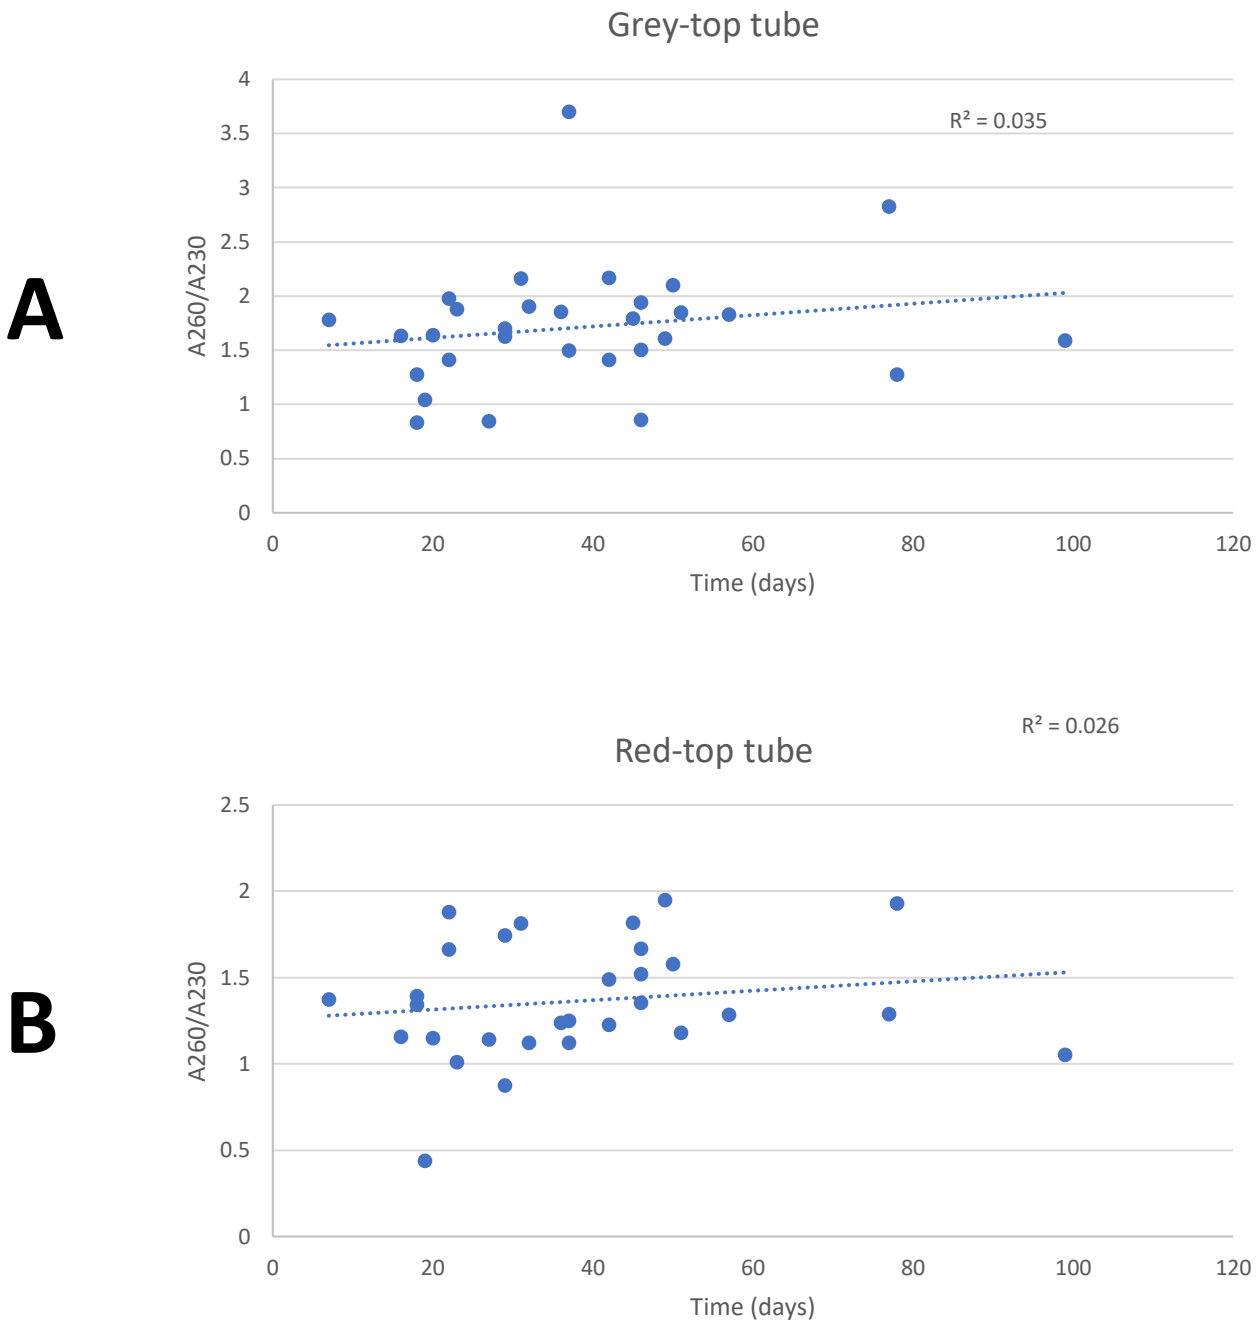 Grey-top tube
R² = 0.035
A
A260/A230
4
3.5
3
2.5
2
1.5
1
0.5
0
0 20 40 60 80 100 120
Time (days)
R² = 0.026
Red-top tube
B
A260/A230
2.5
2
1.5
1
0.5
0
0 20 40 60 80 100 120
Time (days)